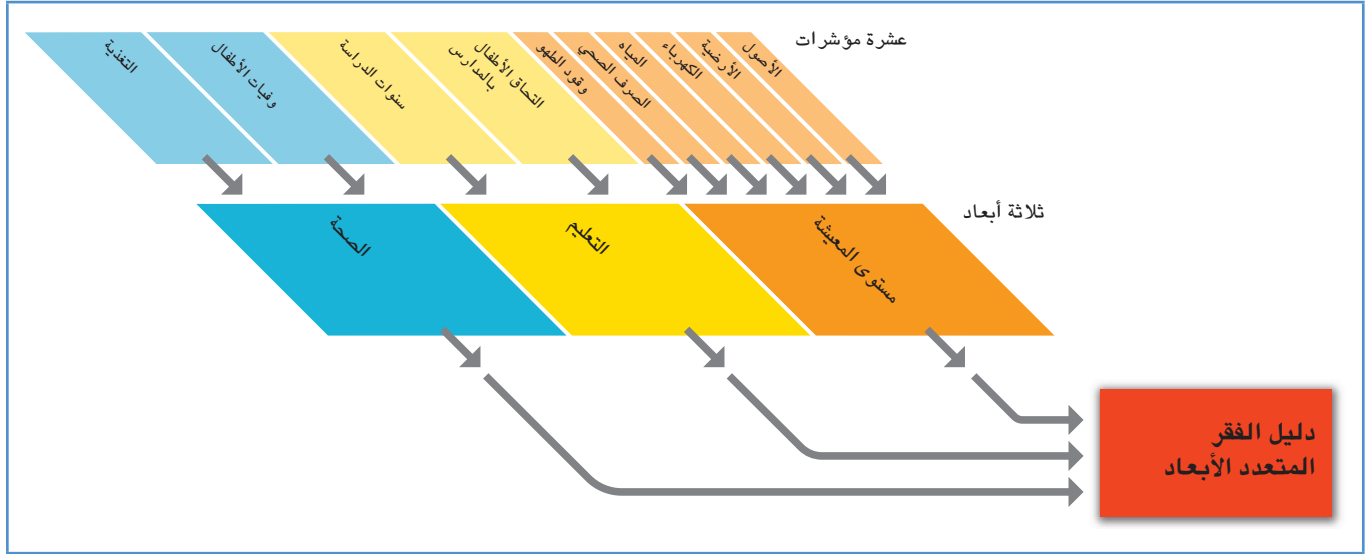 عشرة مؤشرات
الأصول
الأرضية
الكهرباء
المياه
الصرف الصحي
وقود الطهو
التحاق الأطفال
بالمدارس
سنوات الدراسة
وفيات الأطفال
التغذية
ثلاثة أبعاد
مستوى المعيشة
التعليم
الصحة
دليل الفقر
المتعدد الأبعاد